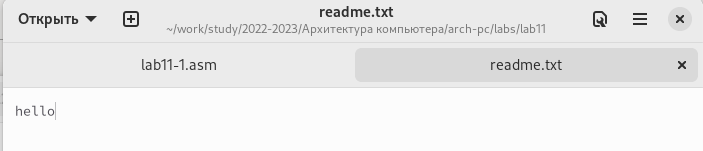 Открыть
readme.txt
~/work/study/2022-2023/Архитектура компьютера/arch-pc/labs/lab11
lab11-1.asm
readme.txt
hello